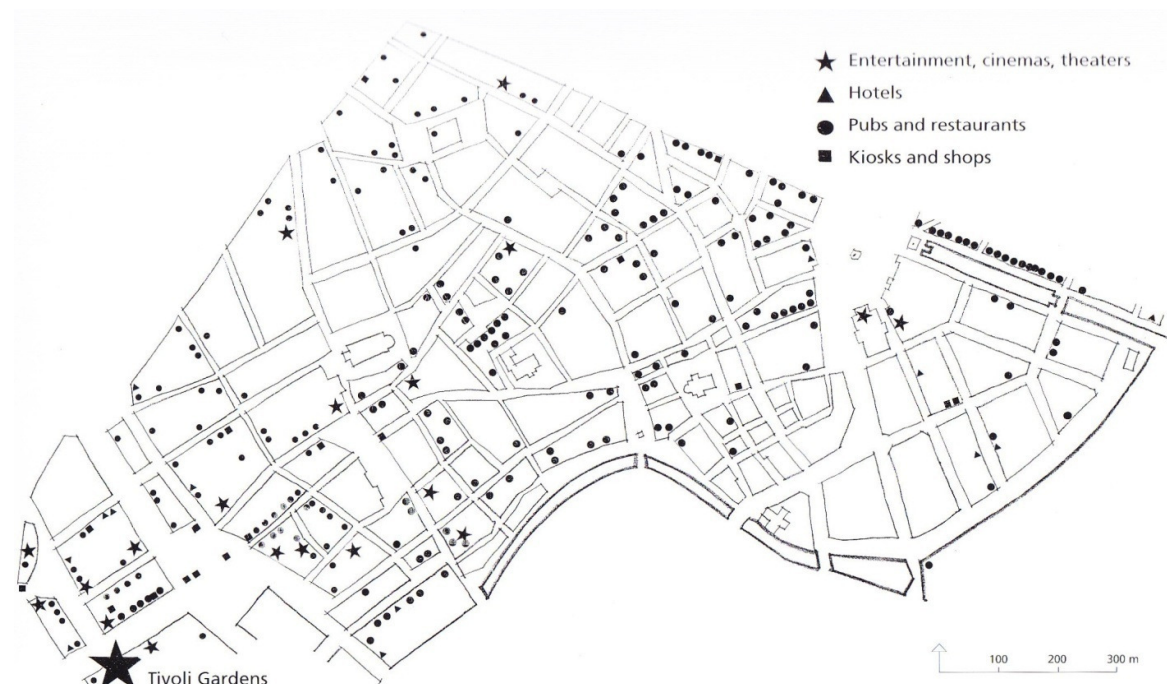 Entertainment, cinemas, theaters
Hotels
Pubs and restaurants
Kiosks and shops
Tivoli Gardens
100 200 300 m